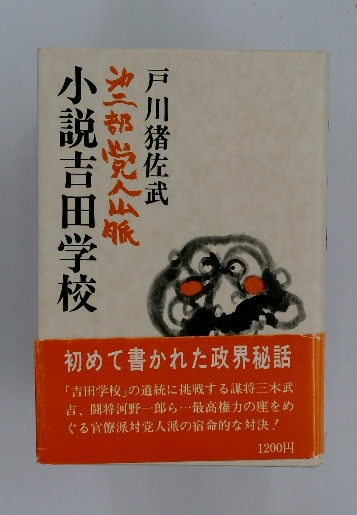 戸川猪佐武
第二部党人山脈
小説吉田学校
初めて書かれた政界秘話
「吉田学校」の道統に挑戦する謀将三木武
吉、闘将河野一郎ら…最高権力の座をめ
ぐる官僚派対党人派の宿命的な対決!
1200円